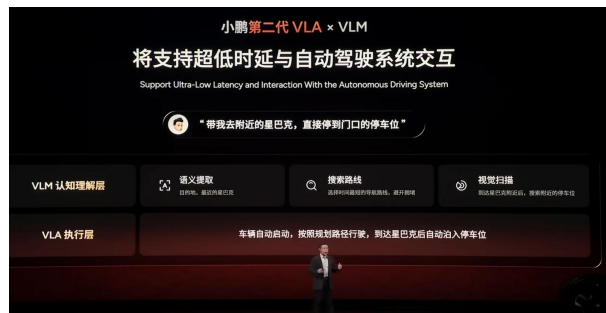 小鹏第二代 VLA × VLM
将支持超低时延与自动驾驶系统交互
Support Ultra-Low Latency and Interaction With the Autonomous Driving System
“带我去附近的星巴克，直接停到门口的停车位”
VLM 认知理解层
语义提取
目的地、最近的星巴克
搜索路线
选择时间最短的导航路线，避开拥堵
视觉扫描
到达星巴克附近后，搜索附近的停车位
VLA 执行层
车辆自动启动，按照规划路径行驶，到达星巴克后自动泊入停车位